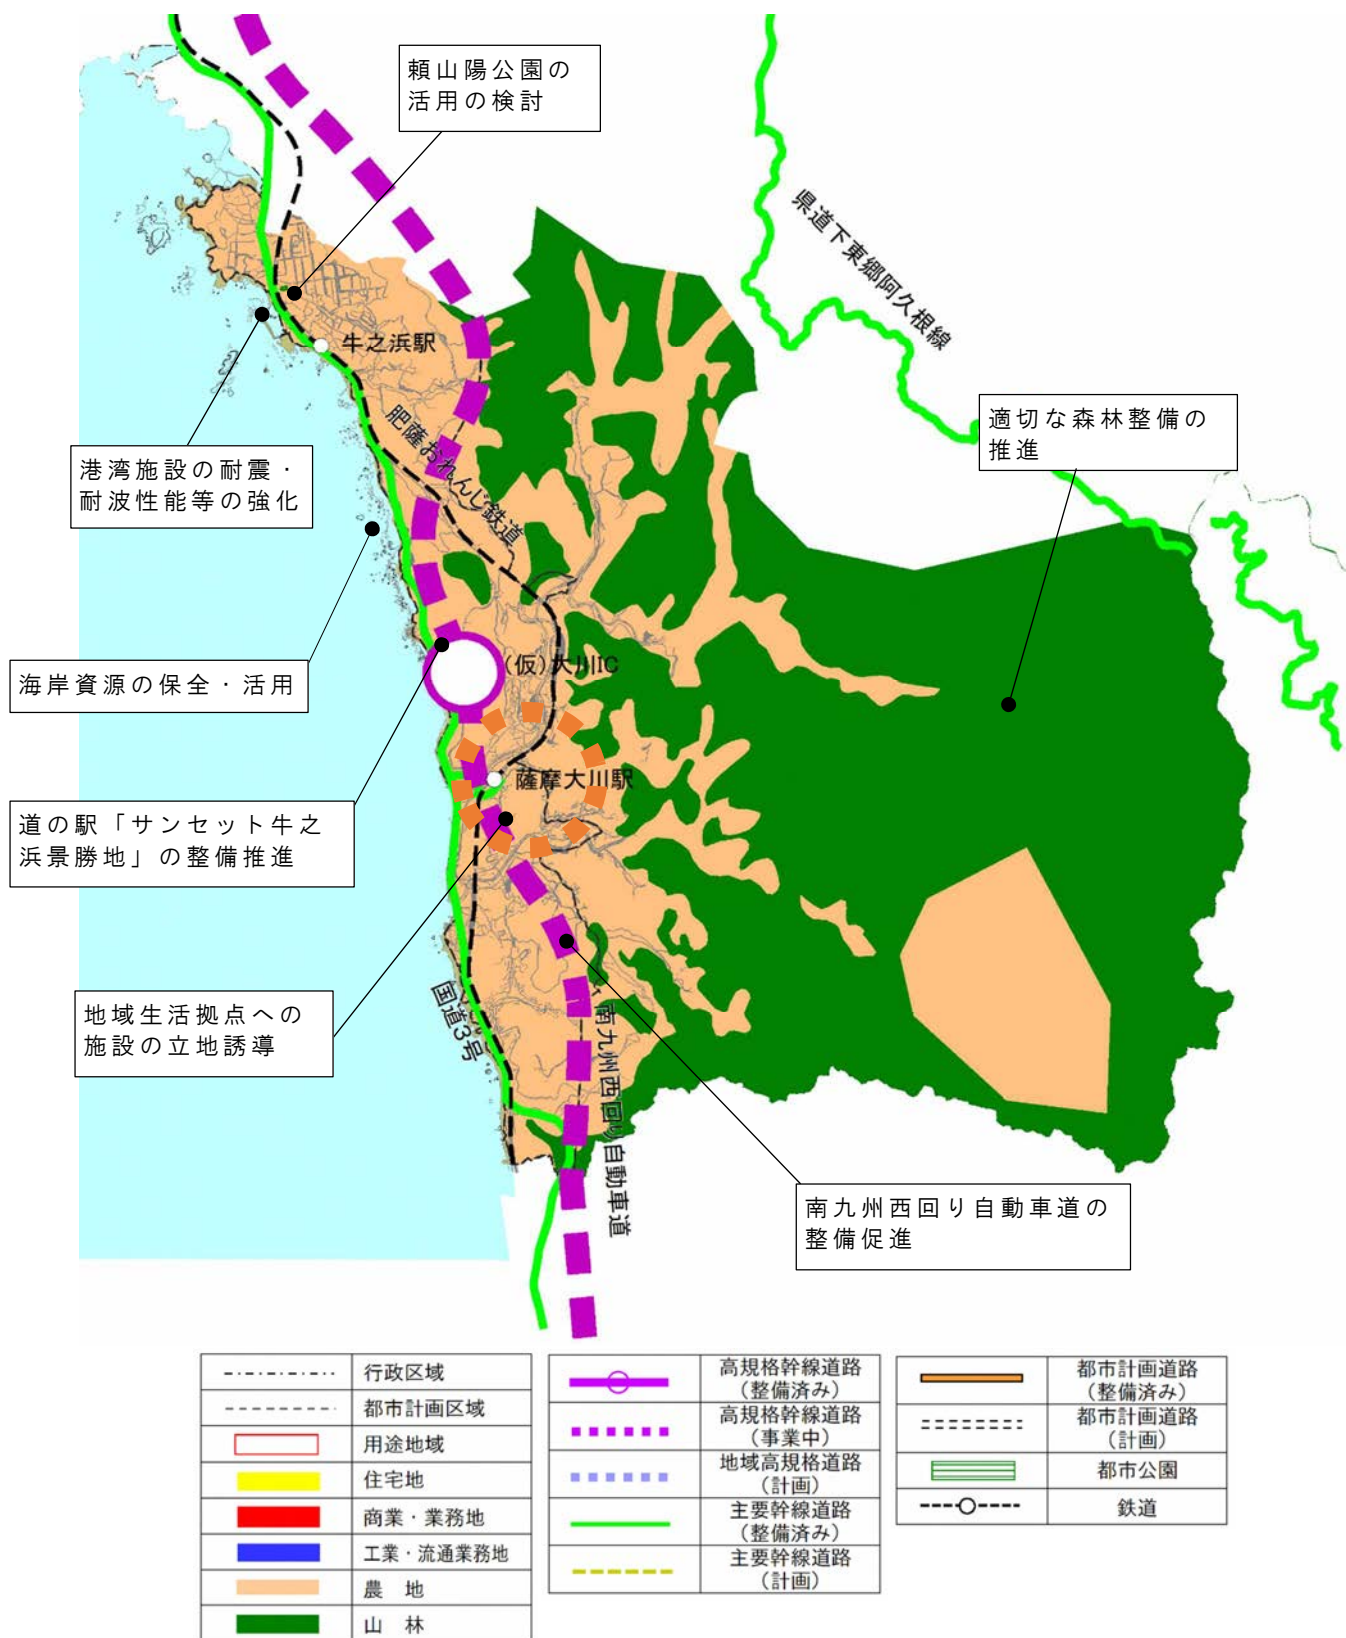 頼山陽公園の
活用の検討
県道下東郷阿久根線
牛之浜駅
肥薩おれんじ鉄道
適切な森林整備の
推進
港湾施設の耐震・
耐波性能等の強化
海岸資源の保全・活用
(仮)大川IC
薩摩大川駅
道の駅「サンセット牛之
浜景勝地」の整備推進
地域生活拠点への
施設の立地誘導
国道3号
南九州西回り自動車道
南九州西回り自動車道の
整備促進
行政区域
都市計画区域
用途地域
住宅地
商業・業務地
工業・流通業務地
農 地
山 林
高規格幹線道路
(整備済み)
高規格幹線道路
(事業中)
地域高規格道路
(計画)
主要幹線道路
(整備済み)
主要幹線道路
(計画)
都市計画道路
(整備済み)
都市計画道路
(計画)
都市公園
鉄道